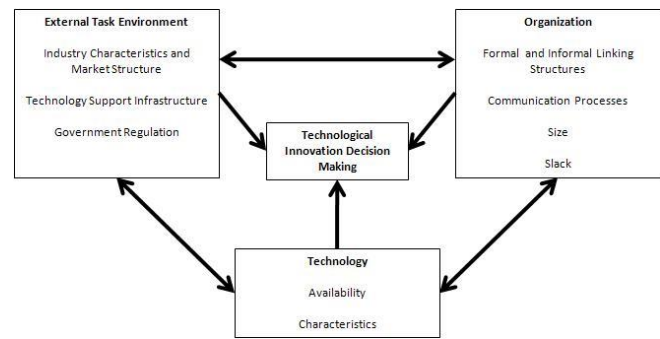 External Task Environment
Industry Characteristics and
Market Structure
Technology Support Infrastructure
Government Regulation
Organization
Formal and Informal Linking
Structures
Communication Processes
Size
Slack
Technological
Innovation Decision
Making
Technology
Availability
Characteristics